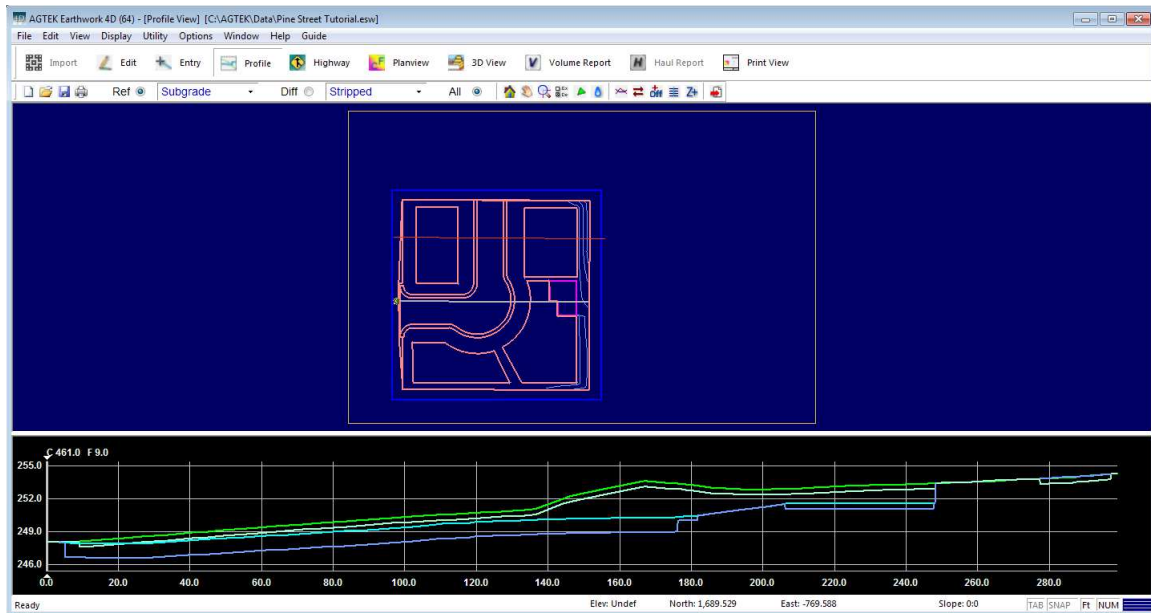 AGTEK Earthwork 4D (64) - [Profile View] [C:\AGTEK\Data\Pine Street Tutorial.esw]
File Edit View Display Utility Options Window Help Guide
Import Edit Entry Profile Highway Planview 3D View Volume Report Haul Report Print View
Ref Subgrade Diff Stripped All Off Z+
C 461.0 F 9.0
255.0
252.0
249.0
246.0
0.0 20.0 40.0 60.0 80.0 100.0 120.0 140.0 160.0 180.0 200.0 220.0 240.0 260.0 280.0
Ready Elev: Undef North: 1,689.529 East: -769.588 Slope: 0:0 TAB SNAP Ft NUM